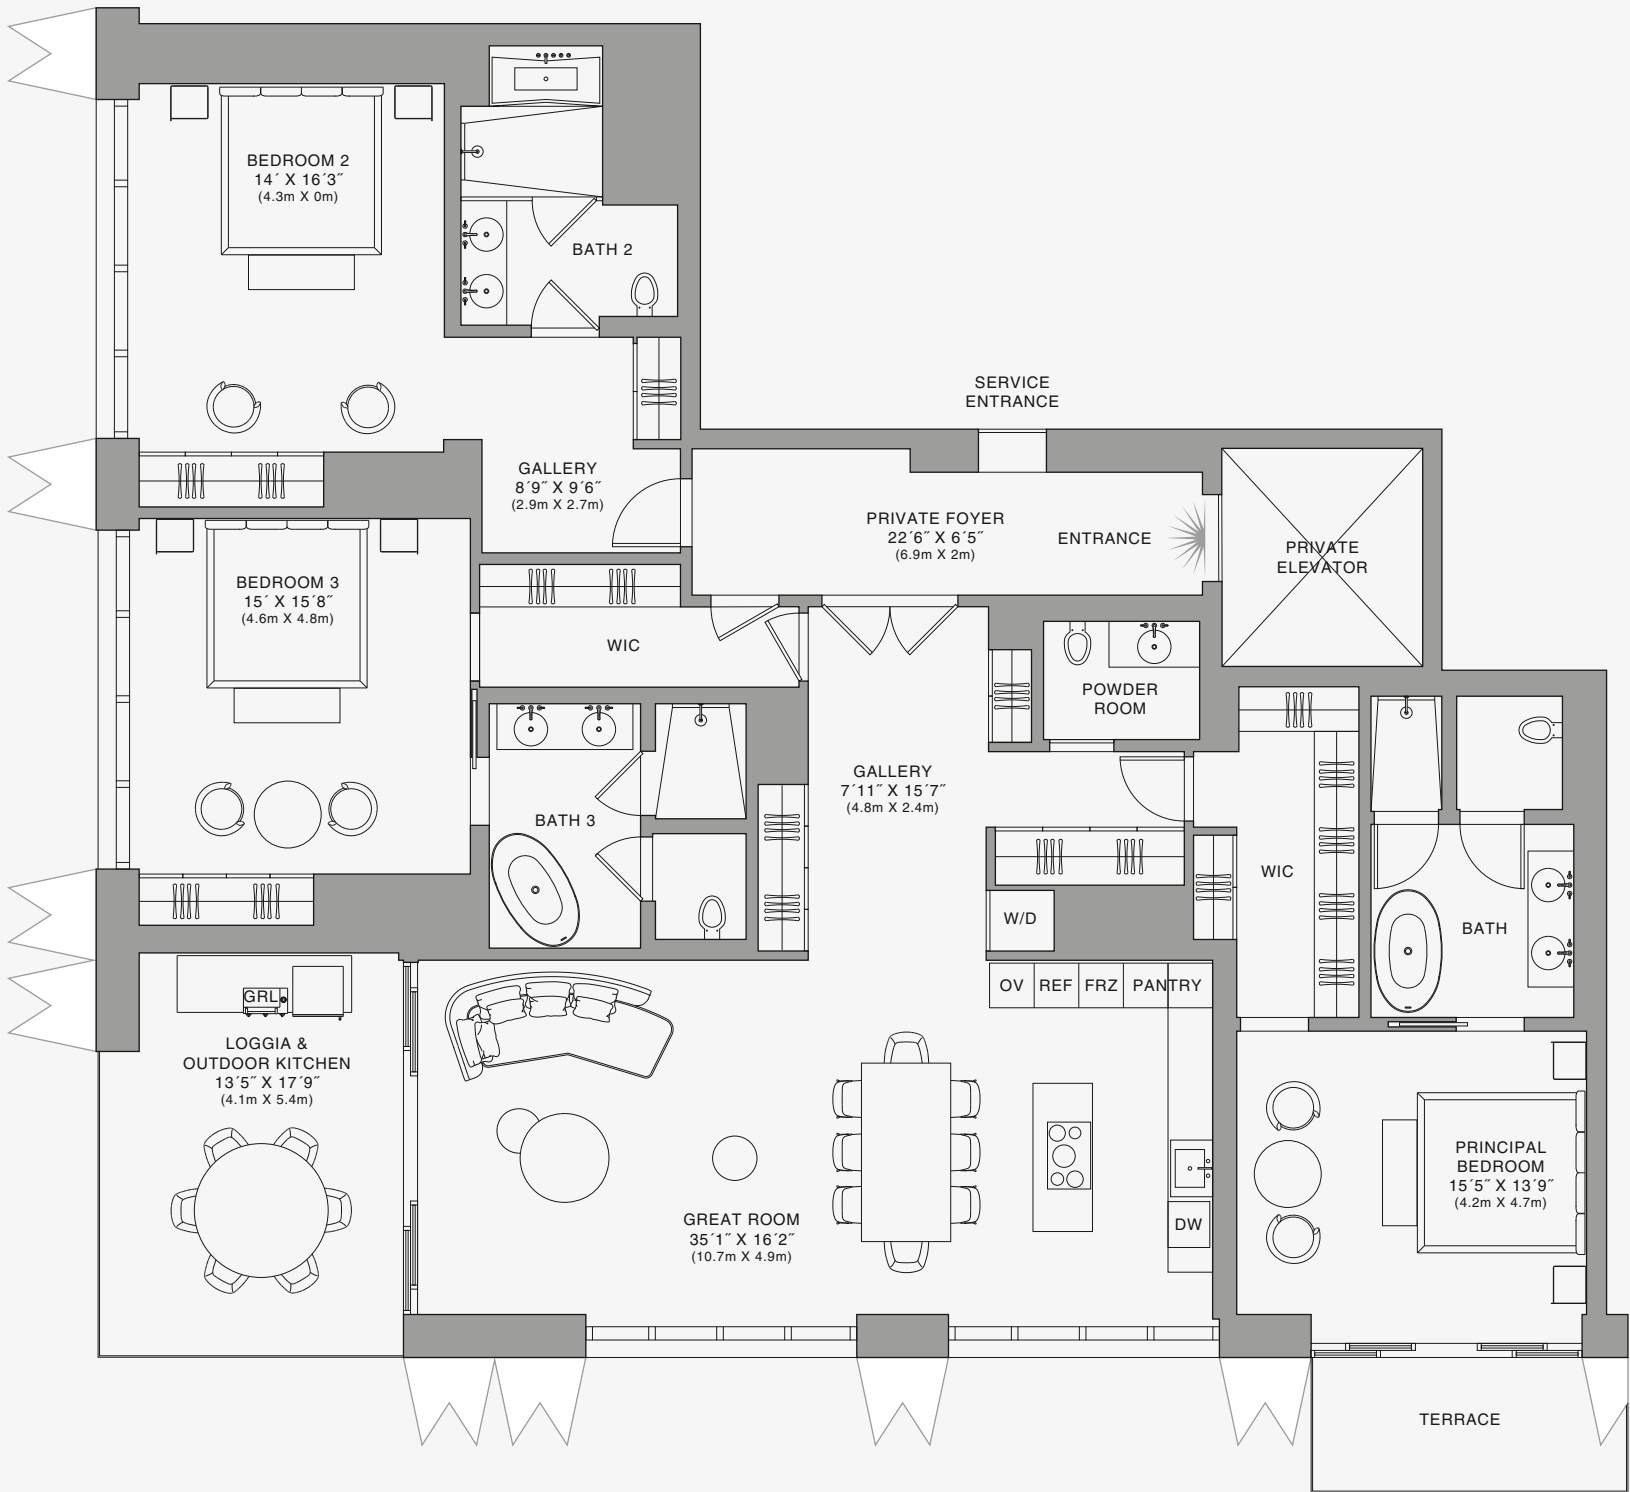 BEDROOM 2
14´ X 16´3˝
(4.3m X 0m)
BATH 2
SERVICE
ENTRANCE
GALLERY
8´9˝ X 9´6˝
(2.9m X 2.7m)
PRIVATE FOYER
22´6˝ X 6´5˝
(6.9m X 2m)
ENTRANCE
PRIVATE
ELEVATOR
BEDROOM 3
15´ X 15´8˝
(4.6m X 4.8m)
WIC
POWDER
ROOM
GALLERY
7´11˝ X 15´7˝
(4.8m X 2.4m)
BATH 3
WIC
W/D
BATH
OV
REF
FRZ
PANTRY
GRL
LOGGIA &
OUTDOOR KITCHEN
13´5˝ X 17´9˝
(4.1m X 5.4m)
PRINCIPAL
BEDROOM
15´5˝ X 13´9˝
(4.2m X 4.7m)
GREAT ROOM
35´1˝ X 16´2˝
(10.7m X 4.9m)
DW
TERRACE